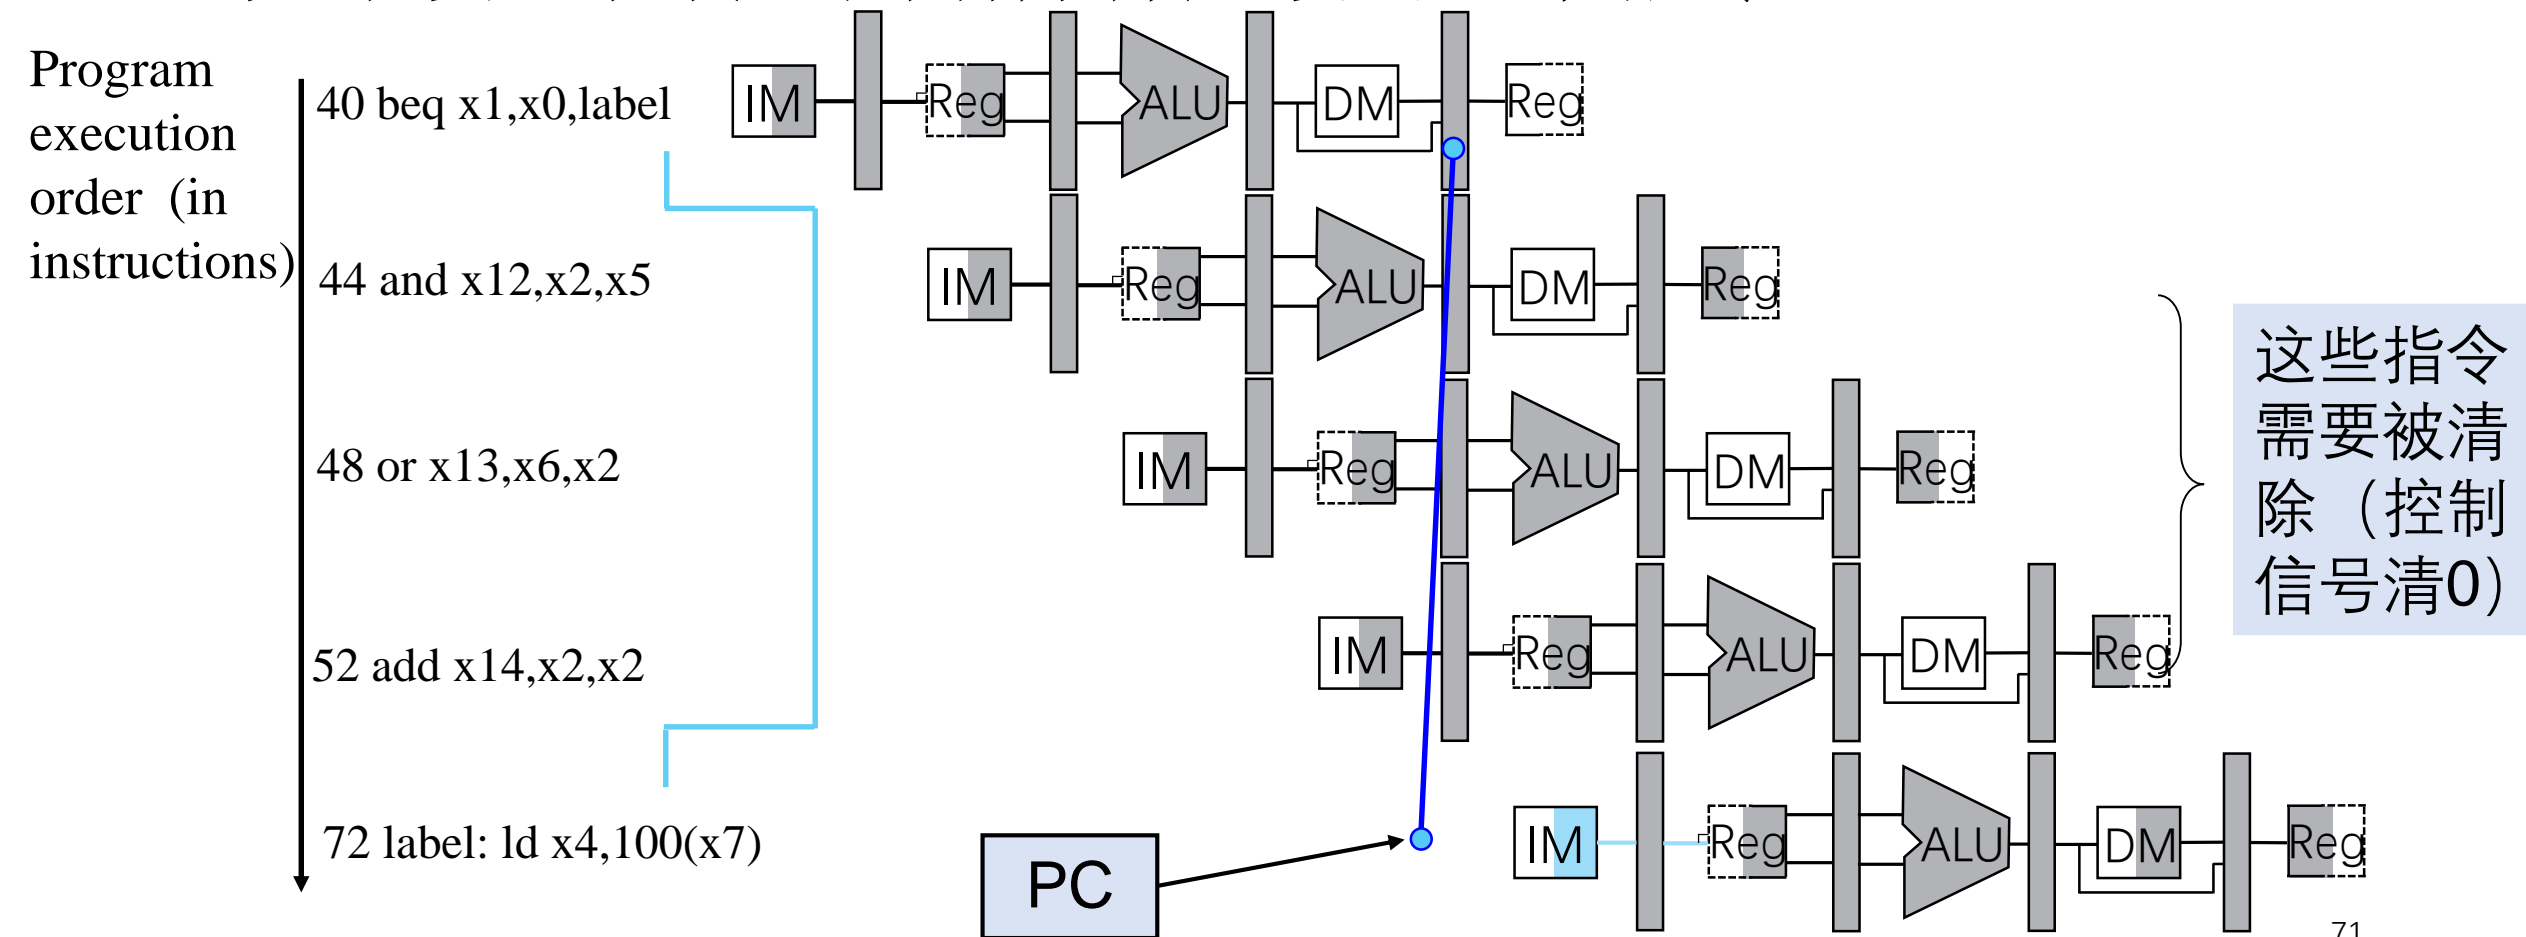 Program
execution
order (in
instructions)
40 beq x1,x0,label
IM
Reg
ALU
DM
Reg
44 and x12,x2,x5
IM
Reg
ALU
DM
Reg
48 or x13,x6,x2
IM
Reg
ALU
DM
Reg
52 add x14,x2,x2
IM
Reg
ALU
DM
Reg
72 label: ld x4,100(x7)
IM
Reg
ALU
DM
Reg
PC
这些指令
需要被清
除（控制
信号清0）
71